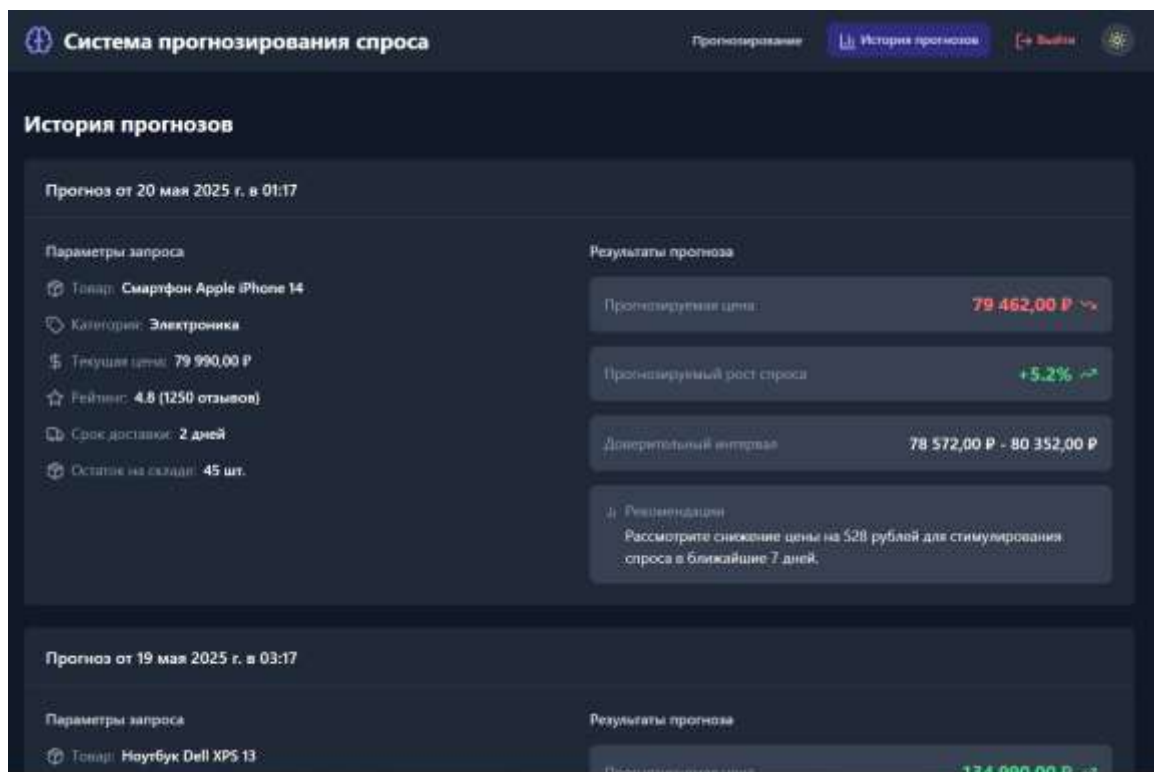 Система прогнозирования спроса
Прогнозирование
История прогнозов
Выйти
История прогнозов
Прогноз от 20 мая 2025 г. в 01:17
Параметры запроса
Товар: Смартфон Apple iPhone 14
Категория: Электроника
Текущая цена: 79 990,00 ₽
Рейтинг: 4.8 (1250 отзывов)
Срок доставки: 2 дней
Остаток на складе: 45 шт.
Результаты прогноза
Прогнозируемая цена 79 462,00 ₽
Прогнозируемый рост спроса +5.2%
Доверительный интервал 78 572,00 ₽ - 80 352,00 ₽
Рекомендации
Рассмотрите снижение цены на 528 рублей для стимулирования
спроса в ближайшие 7 дней.
Прогноз от 19 мая 2025 г. в 03:17
Параметры запроса
Товар: Ноутбук Dell XPS 13
Результаты прогноза
134 990,00 ₽